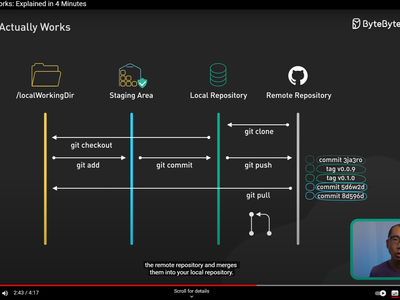 orks: Explained in 4 Minutes
Actually Works
ByteByte
/localWorkingDir
Staging Area
Local Repository
Remote Repository
git clone
git checkout
git add
git commit
git push
commit 3ja3ro
tag v0.0.9
tag v0.1.0
commit 5d6w2d
commit 8d596d
git pull
the remote repository and merges
them into your local repository.
2:43 / 4:17
Scroll for details